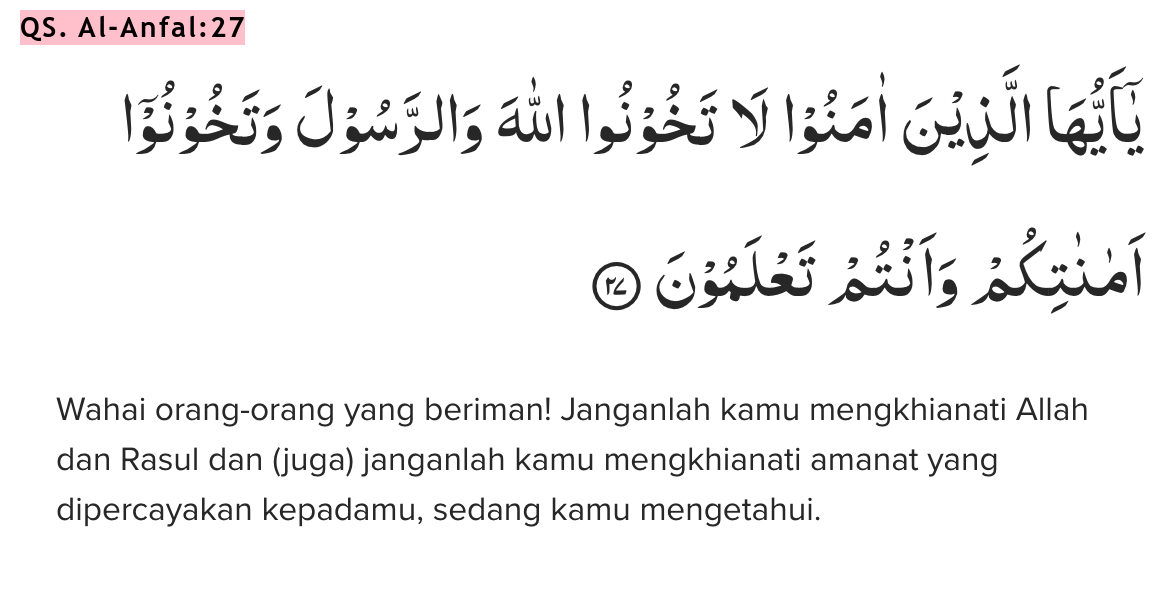 QS. Al-Anfal:27
يٰٓاَيُّهَا الَّذِيْنَ اٰمَنُوْا لَا تَخُوْنُوا اللّٰهَ وَالرَّسُوْلَ وَتَخُوْنُوْٓا
اَمٰنٰتِكُمْ وَاَنْتُمْ تَعْلَمُوْنَ ٢٧
Wahai orang-orang yang beriman! Janganlah kamu mengkhianati Allah
dan Rasul dan (juga) janganlah kamu mengkhianati amanat yang
dipercayakan kepadamu, sedang kamu mengetahui.